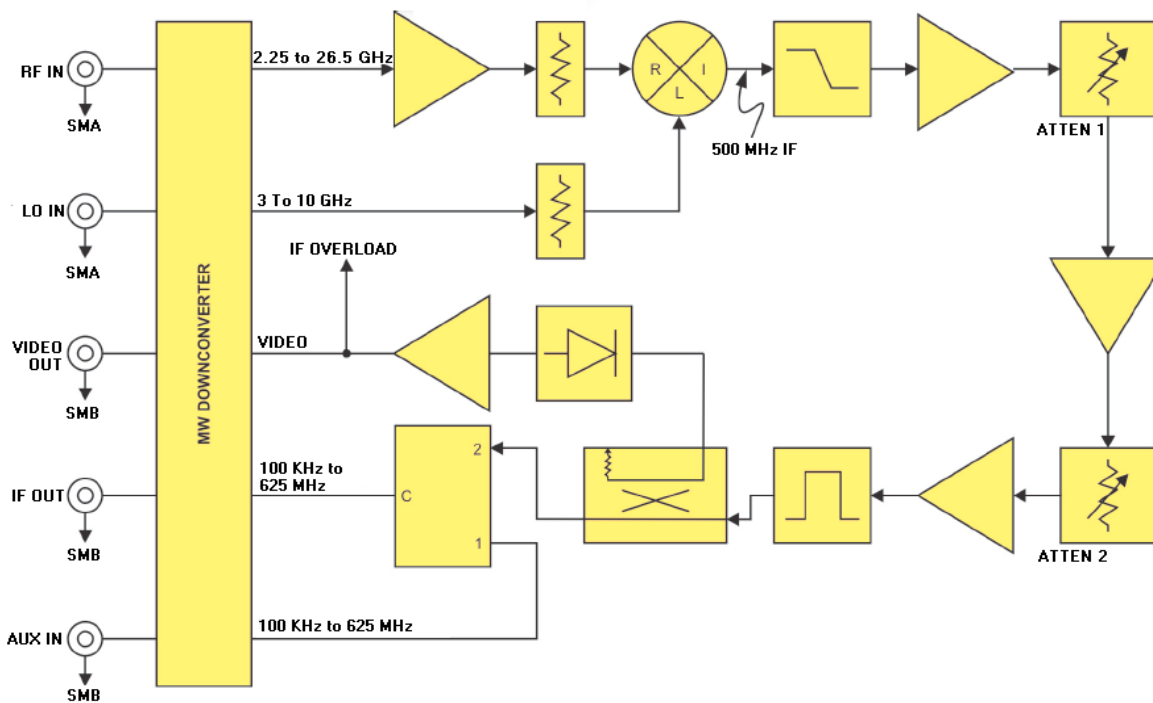 RF IN
SMA
2.25 to 26.5 GHz
R
I
L
500 MHz IF
ATTEN 1
LO IN
SMA
3 To 10 GHz
IF OVERLOAD
MW DOWNCONVERTER
VIDEO
OUT
SMB
VIDEO
2
C
1
100 KHz to
625 MHz
ATTEN 2
IF OUT
SMB
AUX IN
SMB
100 KHz to 625 MHz